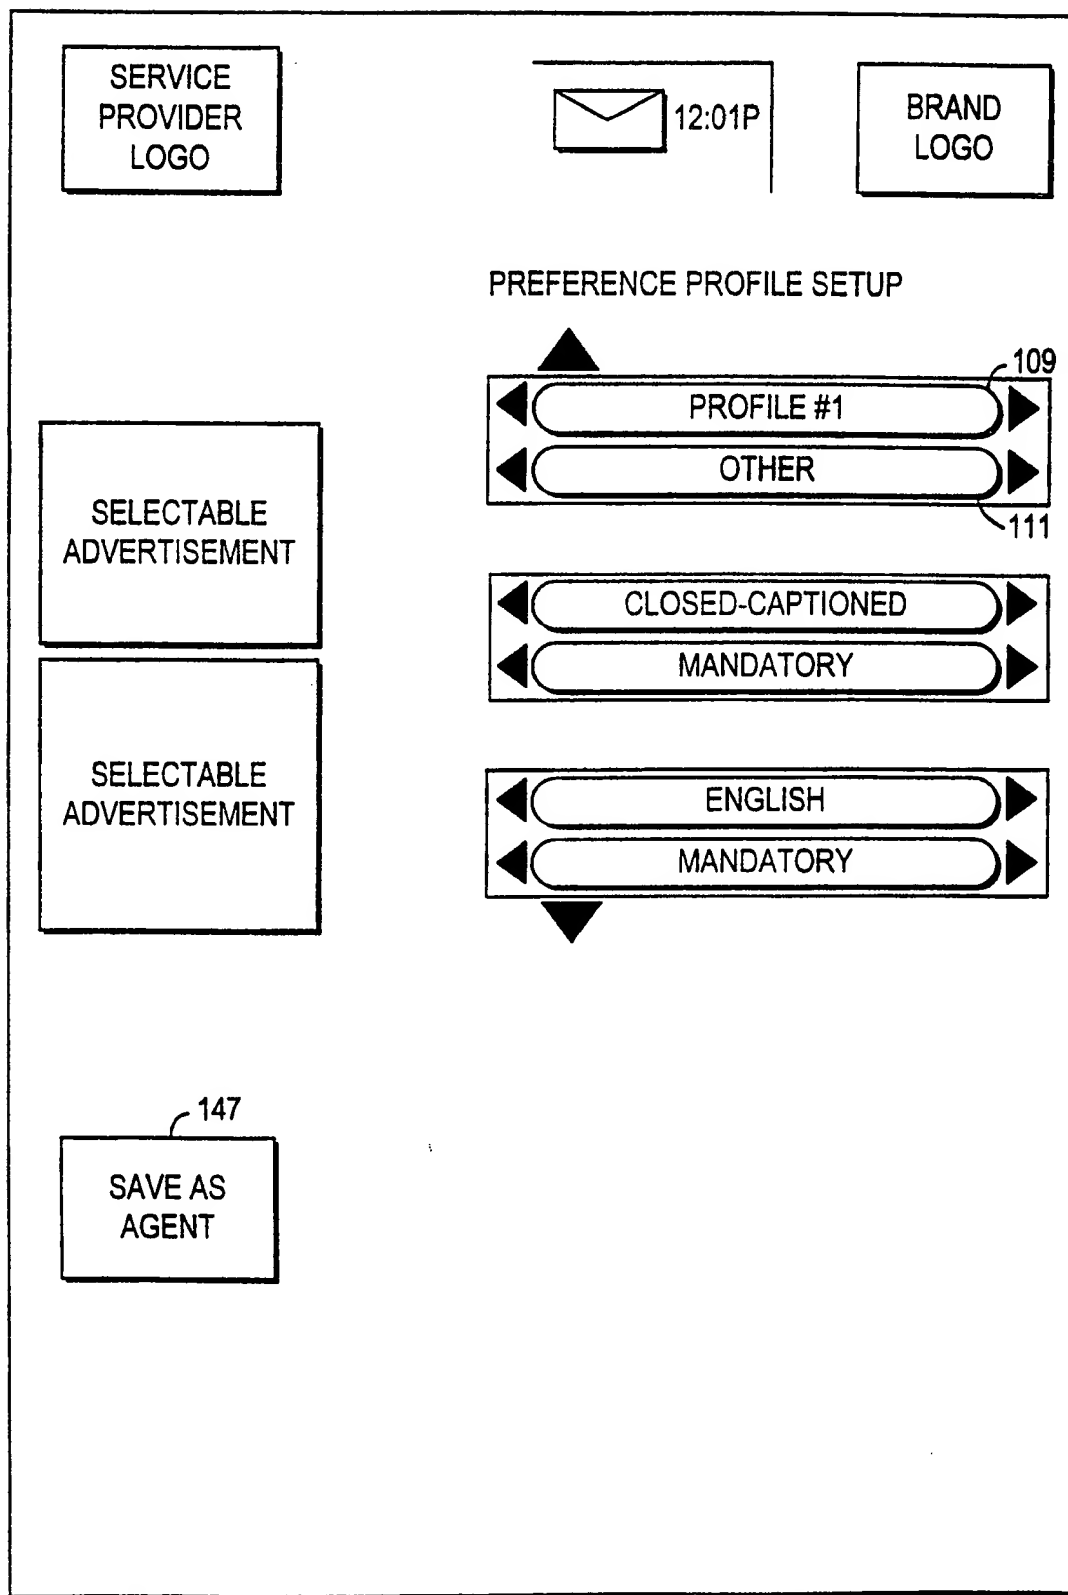 SERVICE
PROVIDER
LOGO
12:01P
BRAND
LOGO
PREFERENCE PROFILE SETUP
109
PROFILE #1
OTHER
111
SELECTABLE
ADVERTISEMENT
CLOSED-CAPTIONED
MANDATORY
SELECTABLE
ADVERTISEMENT
ENGLISH
MANDATORY
147
SAVE AS
AGENT